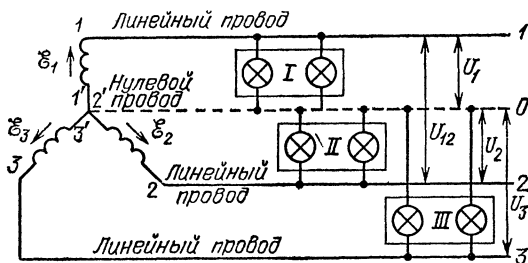 1
Линейный провод
1
ℰ₁
I
U₁
1'
2'
Нулевой
провод
0
ℰ₃
3'
ℰ₂
II
U₁₂
U₂
3
2
Линейный
провод
2
U₃
III
Линейный провод
3